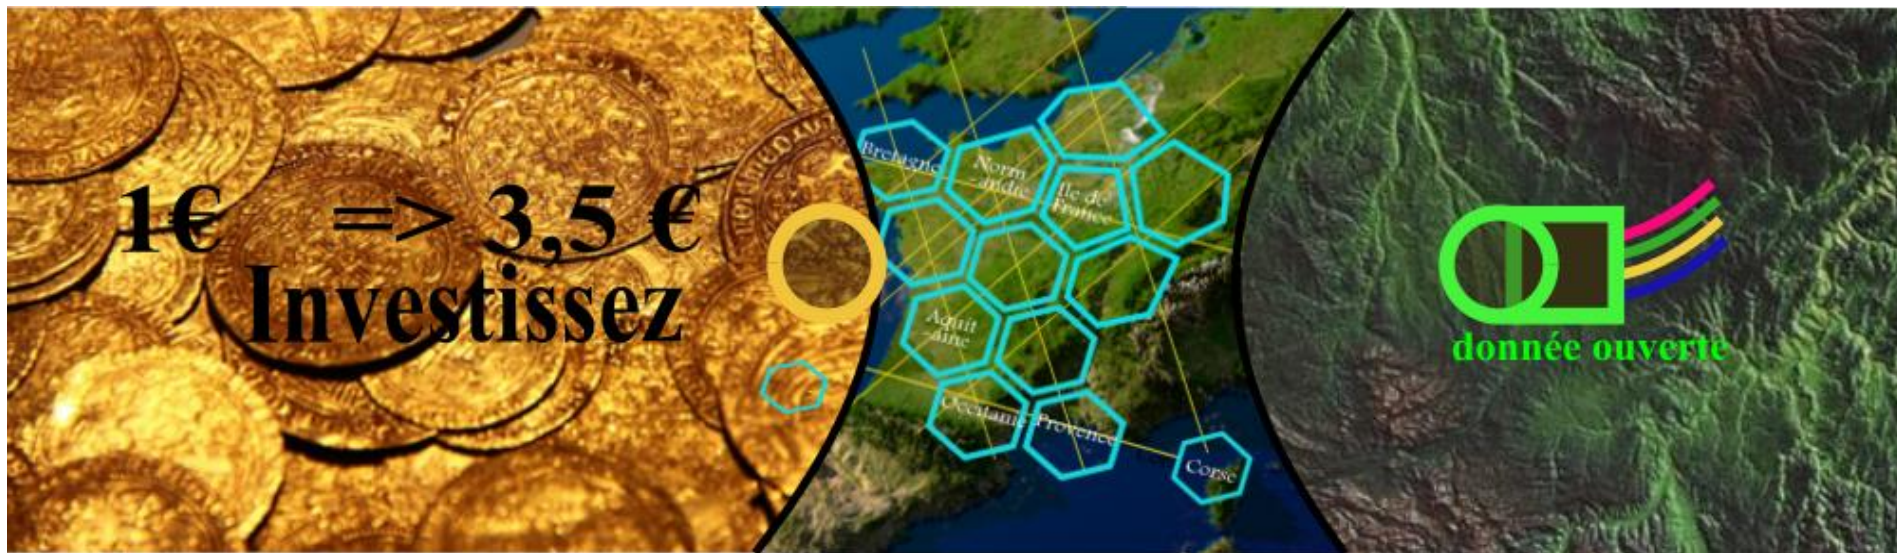 1€ => 3,5 €
Investissez
Bretagne
Norm
andie
Ile de
France
Aquit
aine
Occitanie
Provence
Corse
donnée ouverte